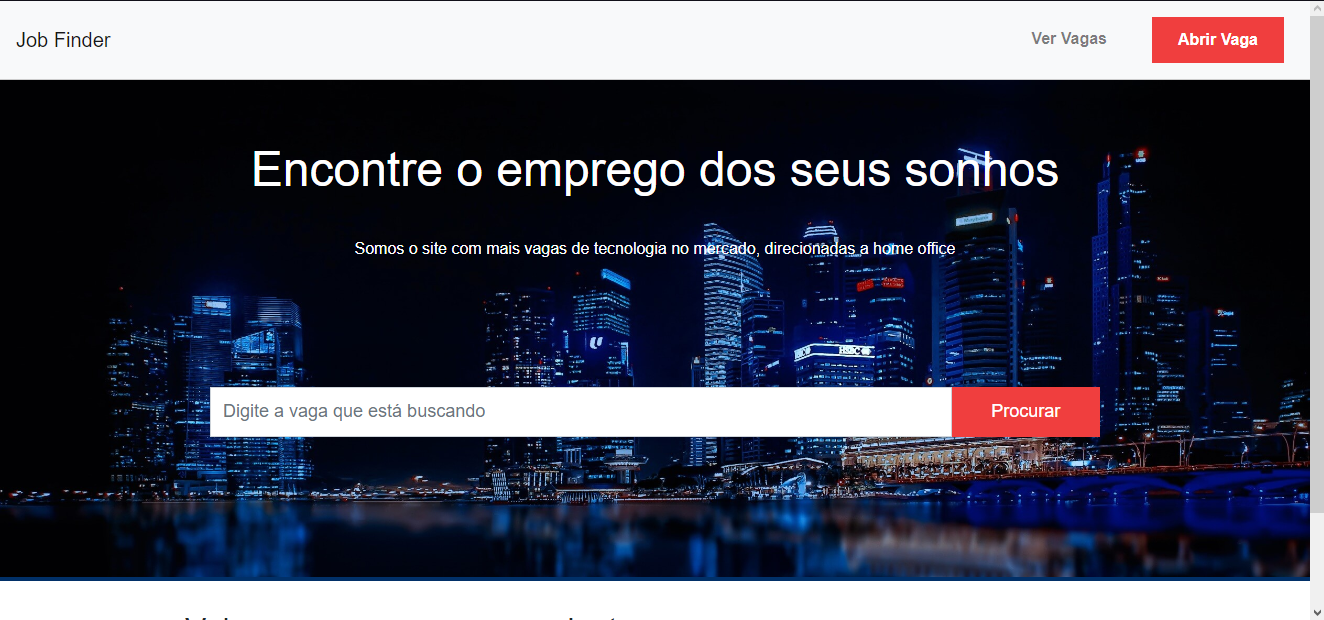 Job Finder
Ver Vagas
Abrir Vaga
Encontre o emprego dos seus sonhos
Somos o site com mais vagas de tecnologia no mercado, direcionadas a home office
HSBC
Digite a vaga que está buscando
Procurar